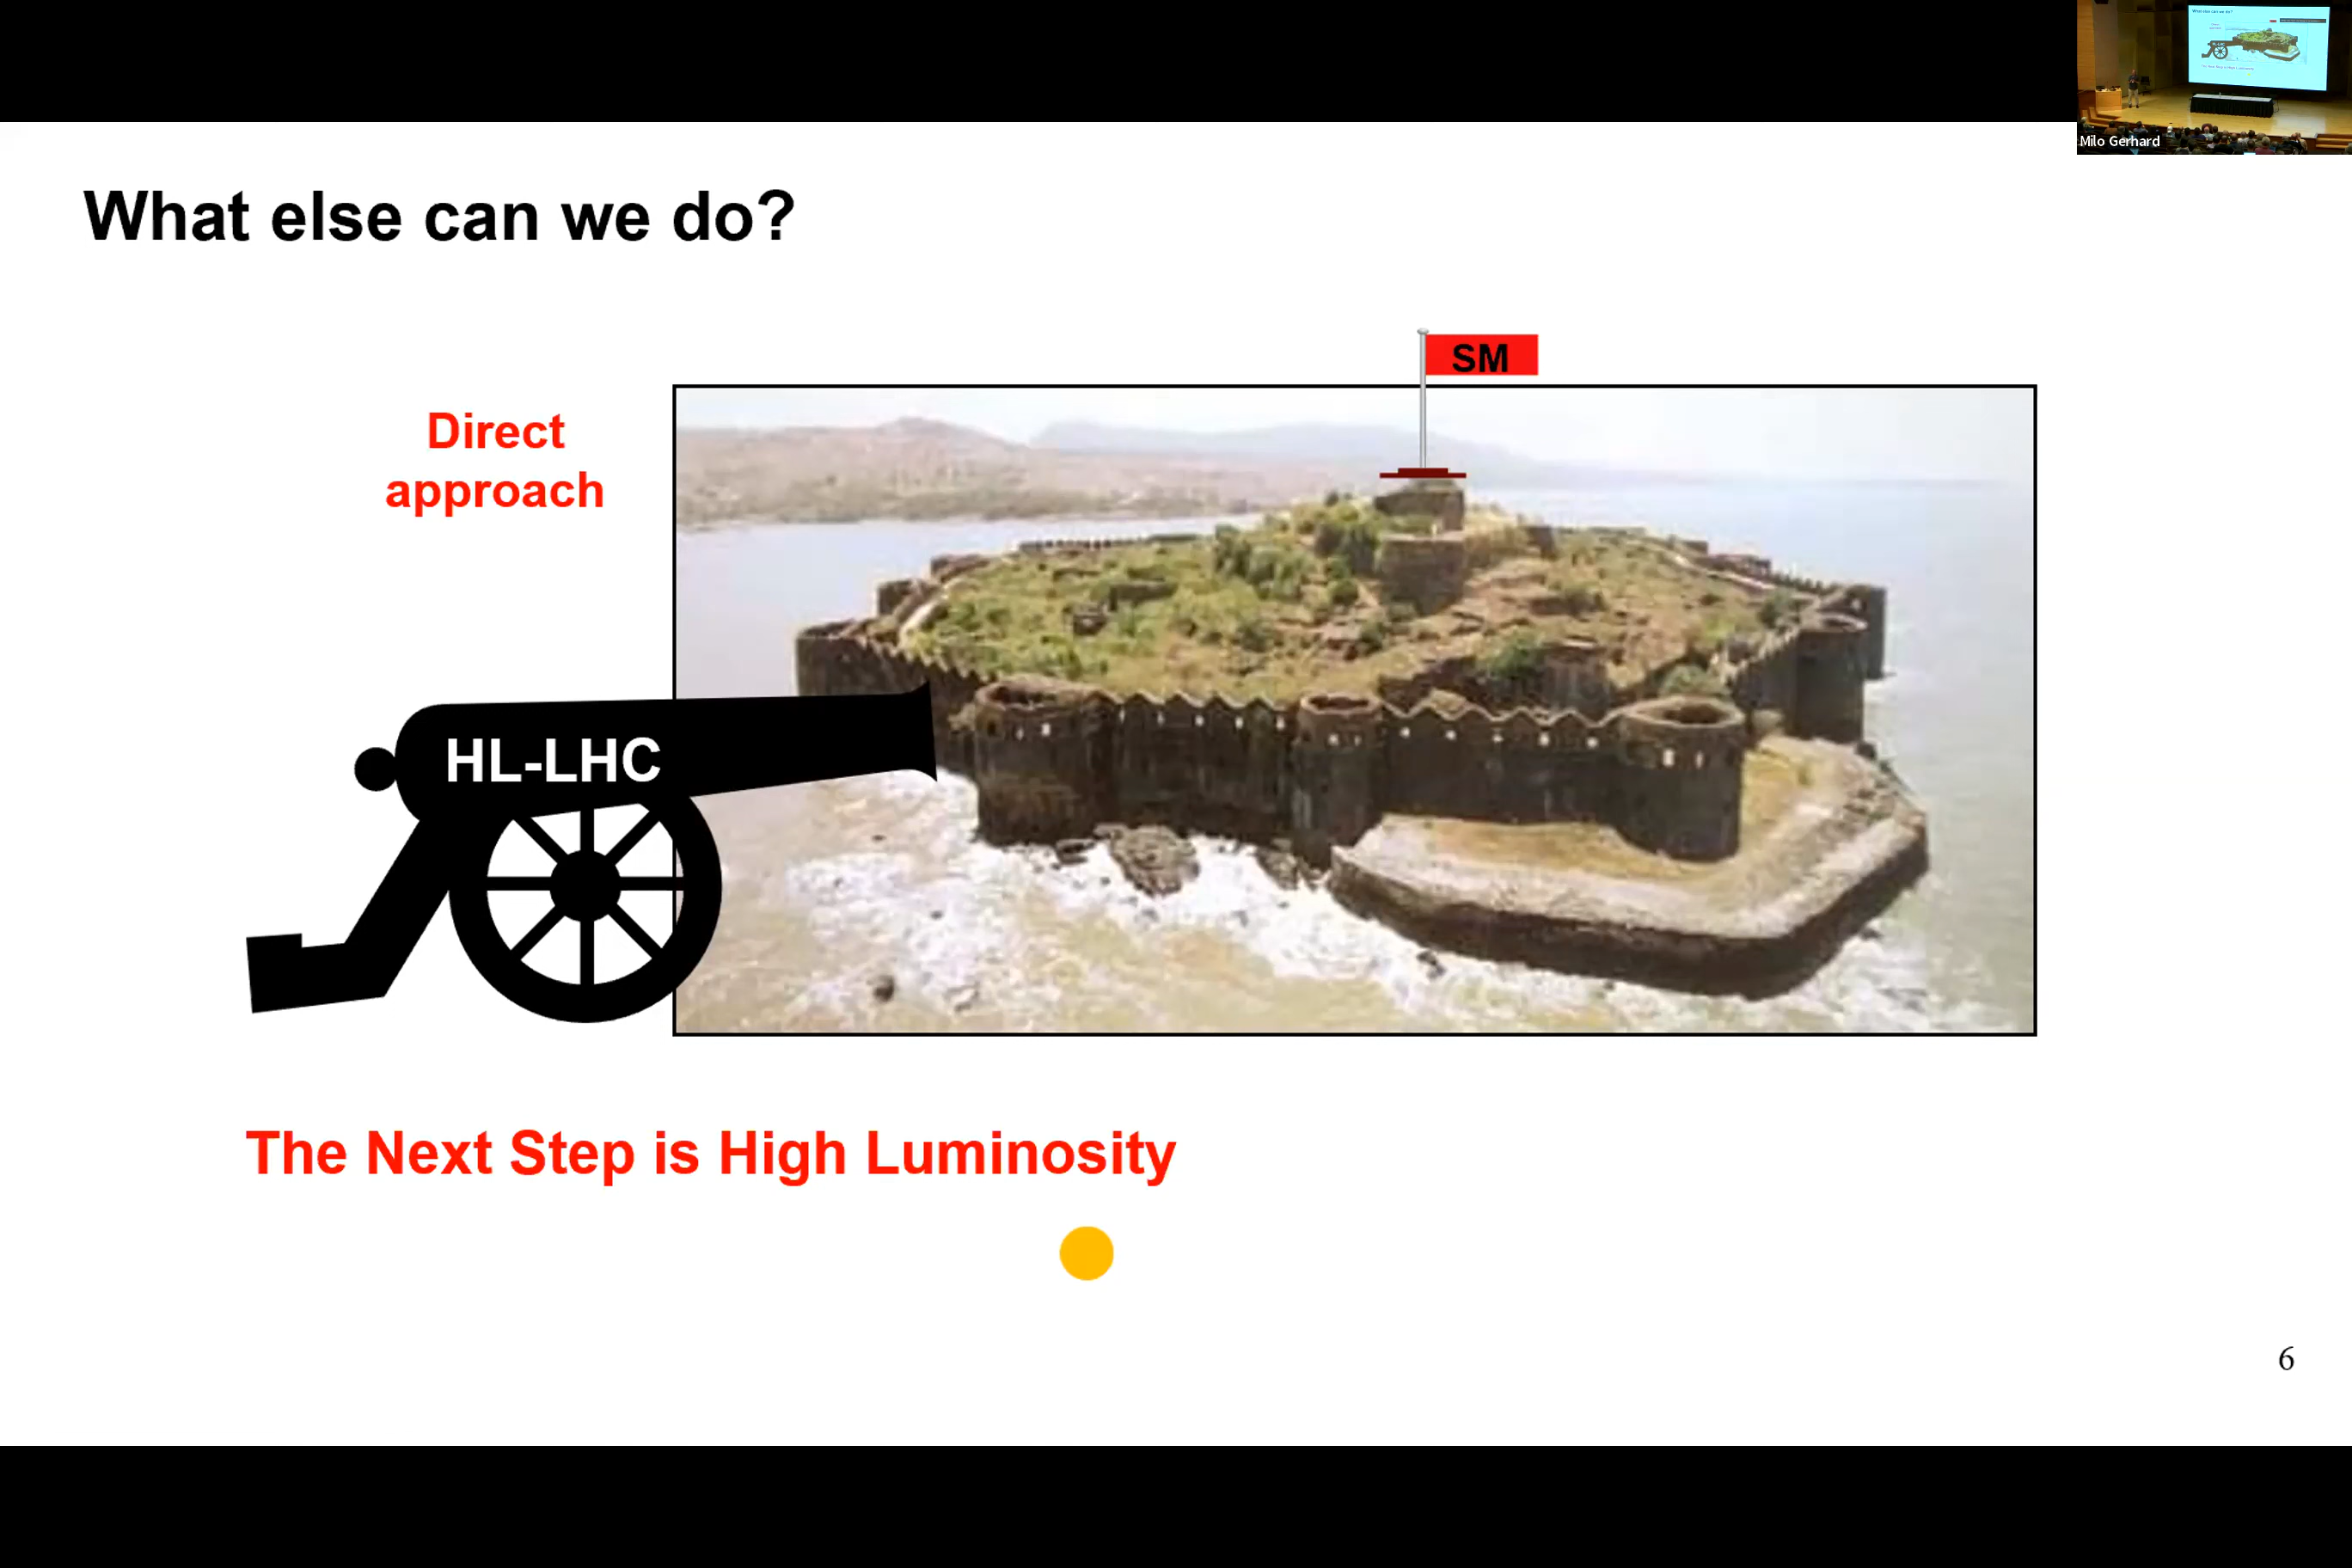 Milo Gerhard
What else can we do?
SM
Direct
approach
HL-LHC
The Next Step is High Luminosity
6